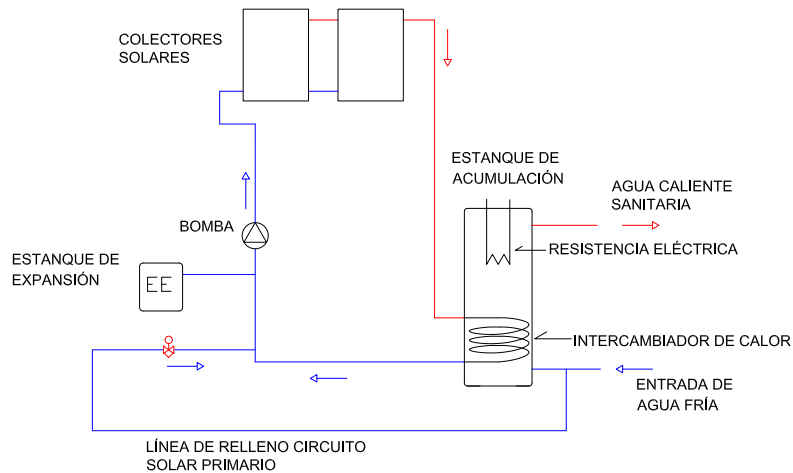 COLECTORES
SOLARES
ESTANQUE DE
ACUMULACIÓN
AGUA CALIENTE
SANITARIA
BOMBA
RESISTENCIA ELÉCTRICA
ESTANQUE DE
EXPANSIÓN
EE
INTERCAMBIADOR DE CALOR
ENTRADA DE
AGUA FRÍA
LÍNEA DE RELLENO CIRCUITO
SOLAR PRIMARIO